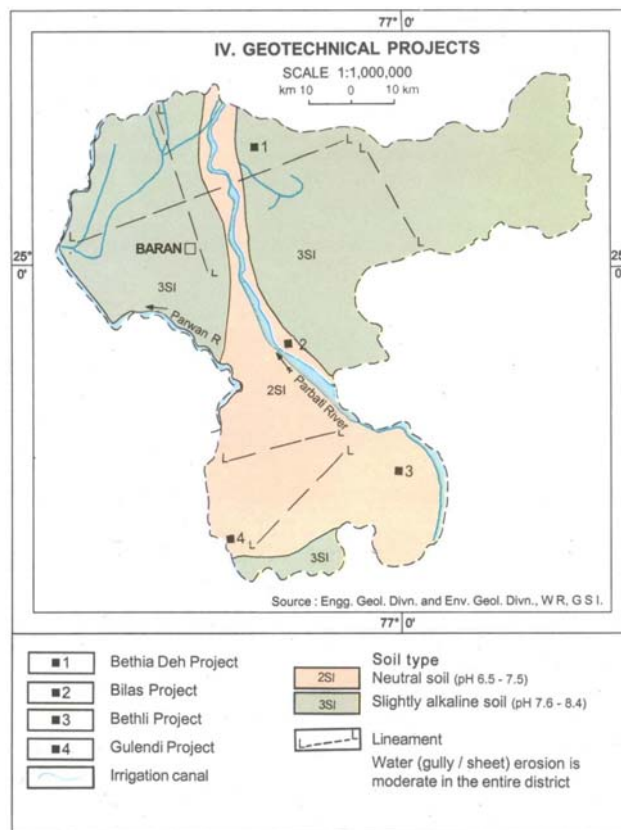 77° 0'
IV. GEOTECHNICAL PROJECTS
SCALE 1:1,000,000
km 10 0 10 km
L
L
L
1
L
L
BARAN
3SI
L
L
25°
0'
25
0'
3SI
Parwan R
2
2SI
Parbati River
L
L
L
3
4
L
3SI
Source : Engg. Geol. Divn. and Env. Geol. Divn., W R, G S I.
77° 0'
1 Bethia Deh Project
2 Bilas Project
3 Bethli Project
4 Gulendi Project
Irrigation canal
Soil type
2SI Neutral soil (pH 6.5 - 7.5)
3SI Slightly alkaline soil (pH 7.6 - 8.4)
L L Lineament
Water (gully / sheet) erosion is
moderate in the entire district